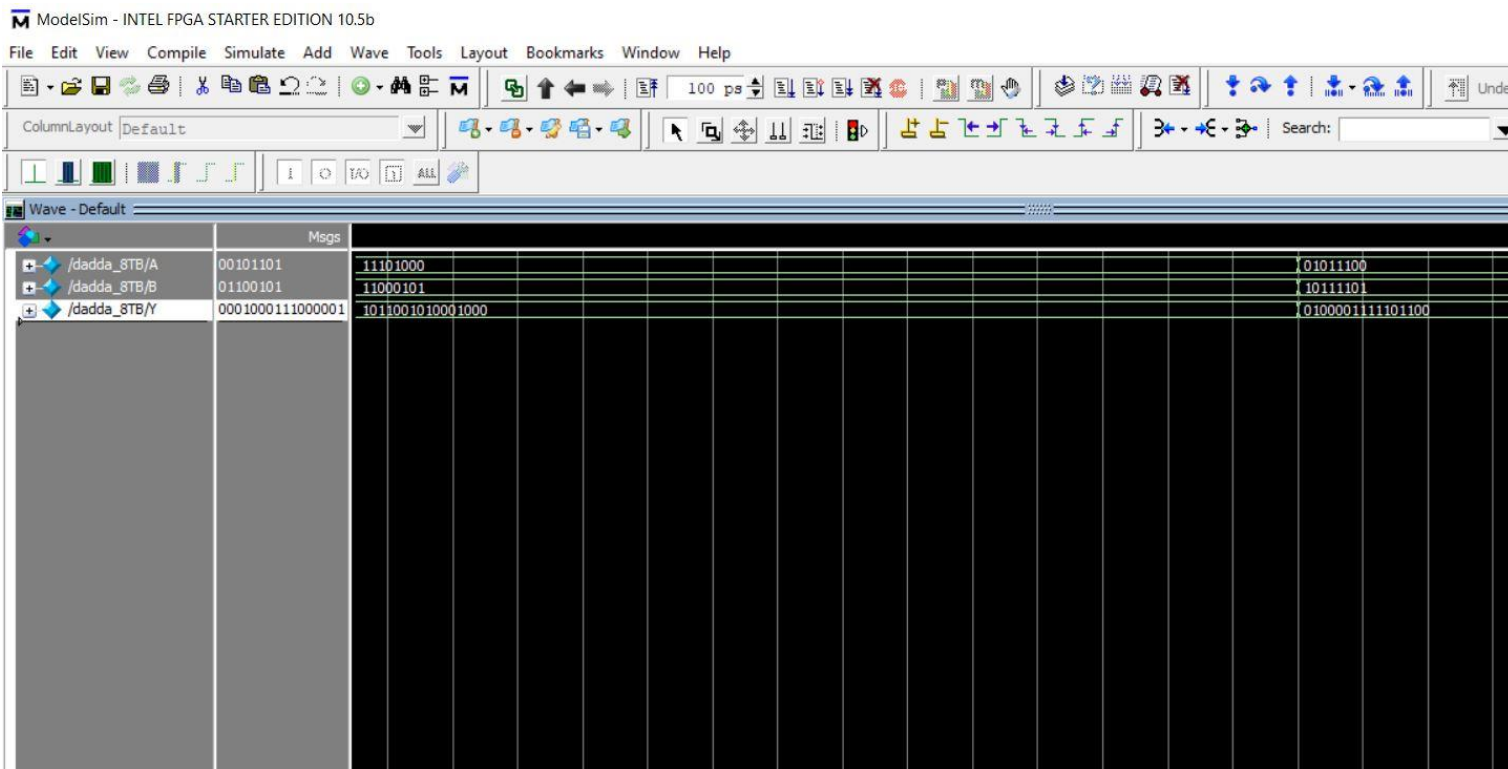 ModelSim - INTEL FPGA STARTER EDITION 10.5b
File Edit View Compile Simulate Add Wave Tools Layout Bookmarks Window Help
100 ps
ColumnLayout Default
Search:
I O I/O ALL
Wave - Default
Msgs
/dadda_8TB/A 00101101 11101000 01011100
/dadda_8TB/B 01100101 11000101 10111101
/dadda_8TB/Y 0001000111000001 1011001010001000 0100001111101100